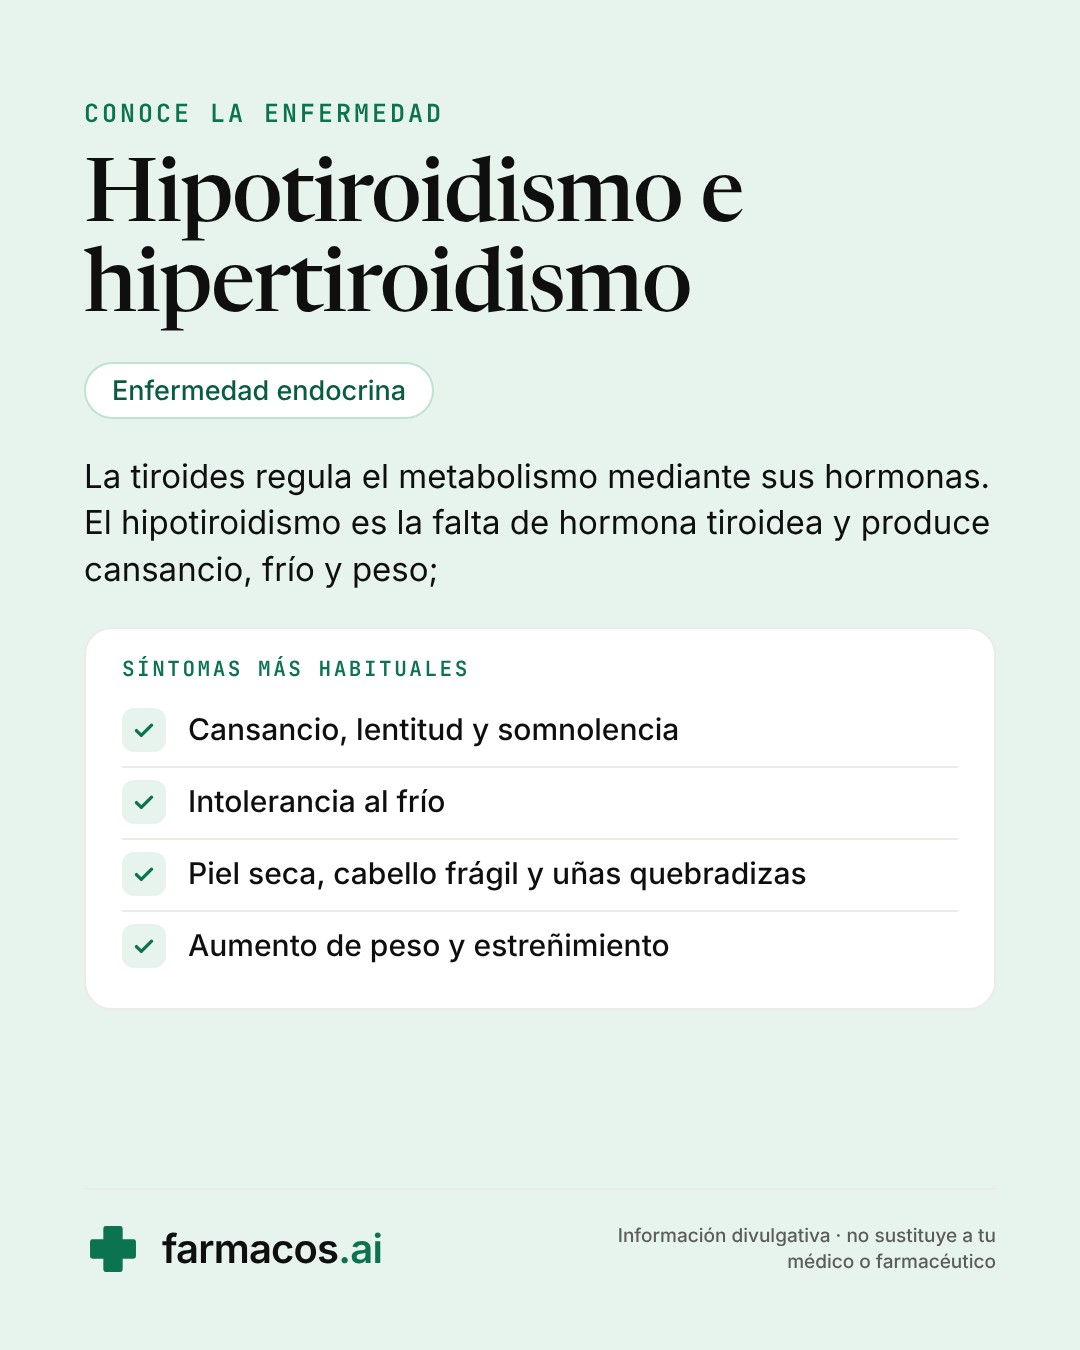 CONOCE LA ENFERMEDAD
Hipotiroidismo e
hipertiroidismo
Enfermedad endocrina
La tiroides regula el metabolismo mediante sus hormonas.
El hipotiroidismo es la falta de hormona tiroidea y produce
cansancio, frío y peso;
SÍNTOMAS MÁS HABITUALES
Cansancio, lentitud y somnolencia
Intolerancia al frío
Piel seca, cabello frágil y uñas quebradizas
Aumento de peso y estreñimiento
farmacos.ai
Información divulgativa · no sustituye a tu
médico o farmacéutico